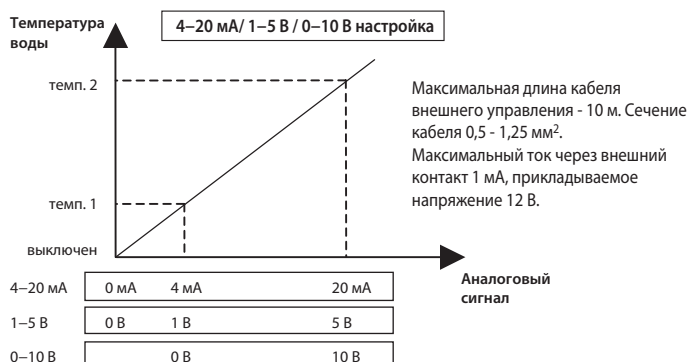 Температура
воды
4–20 мА/ 1–5 В / 0–10 В настройка
темп. 2
темп. 1
выключен
Максимальная длина кабеля
внешнего управления - 10 м. Сечение
кабеля 0,5 - 1,25 мм².
Максимальный ток через внешний
контакт 1 мА, прикладываемое
напряжение 12 В.
Аналоговый
сигнал
4–20 мА 0 мА 4 мА 20 мА
1–5 В 0 В 1 В 5 В
0–10 В 0 В 10 В